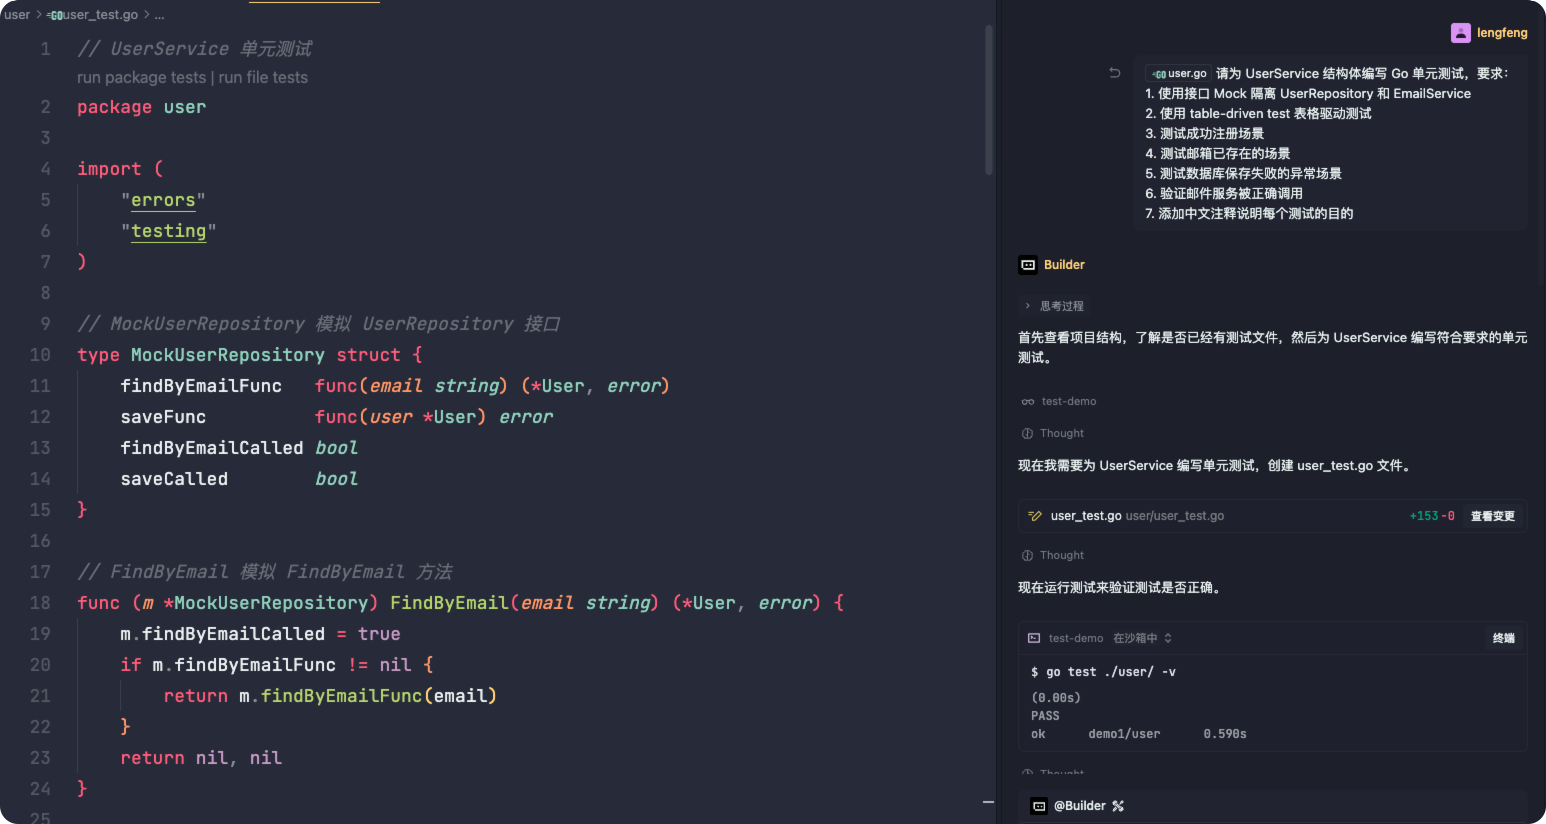 user > GO user_test.go > ...
1 // UserService 单元测试
run package tests | run file tests
2 package user
3
4 import (
5 "errors"
6 "testing"
7 )
8
9 // MockUserRepository 模拟 UserRepository 接口
10 type MockUserRepository struct {
11 findByEmailFunc func(email string) (*User, error)
12 saveFunc func(user *User) error
13 findByEmailCalled bool
14 saveCalled bool
15 }
16
17 // FindByEmail 模拟 FindByEmail 方法
18 func (m *MockUserRepository) FindByEmail(email string) (*User, error) {
19 m.findByEmailCalled = true
20 if m.findByEmailFunc != nil {
21 return m.findByEmailFunc(email)
22 }
23 return nil, nil
24 }
25
lengfeng
GO user.go 请为 UserService 结构体编写 Go 单元测试，要求：
1. 使用接口 Mock 隔离 UserRepository 和 EmailService
2. 使用 table-driven test 表格驱动测试
3. 测试成功注册场景
4. 测试邮箱已存在的场景
5. 测试数据库保存失败的异常场景
6. 验证邮件服务被正确调用
7. 添加中文注释说明每个测试的目的
Builder
> 思考过程
首先查看项目结构，了解是否已经有测试文件，然后为 UserService 编写符合要求的单元
测试。
test-demo
Thought
现在我需要为 UserService 编写单元测试，创建 user_test.go 文件。
user_test.go user/user_test.go +153 -0 查看变更
Thought
现在运行测试来验证测试是否正确。
test-demo 在沙箱中 终端
$ go test ./user/ -v
(0.00s)
PASS
ok demo1/user 0.590s
Thought
@Builder